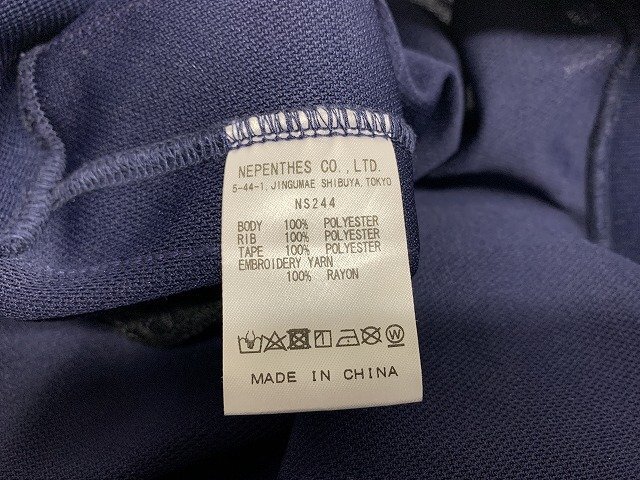 NEPENTHES CO., LTD.
5-44-1, JINGUMAE SHIBUYA, TOKYO
NS244
BODY 100% POLYESTER
RIB 100% POLYESTER
TAPE 100% POLYESTER
EMBROIDERY YARN
100% RAYON
W
MADE IN CHINA